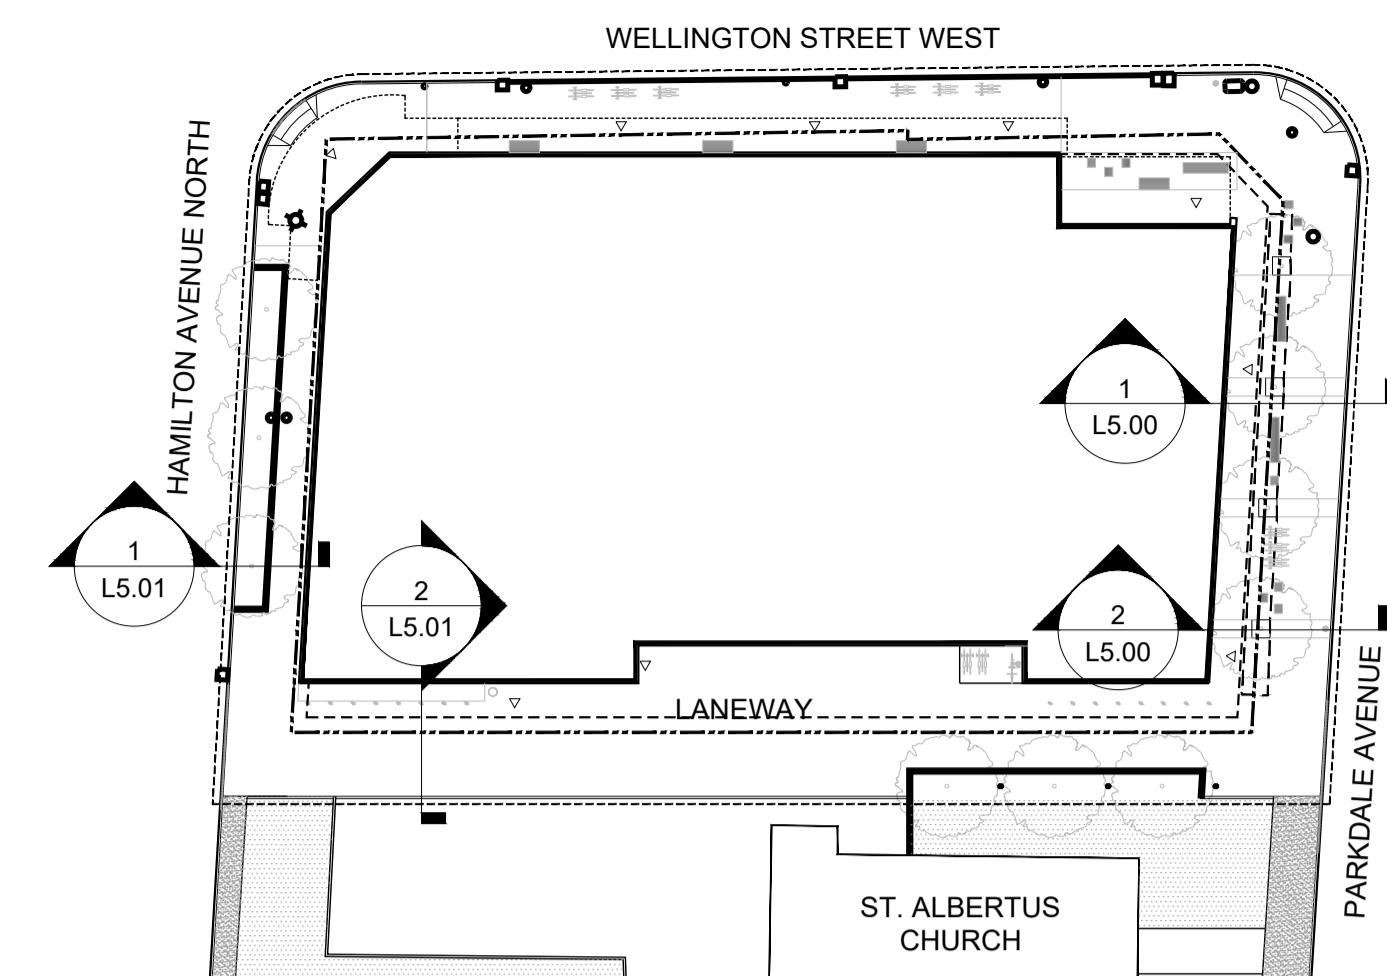 WELLINGTON STREET WEST
HAMILTON AVENUE NORTH
1
L5.00
1
L5.01
2
L5.01
2
L5.00
LANEWAY
PARKDALE AVENUE
ST. ALBERTUS
CHURCH